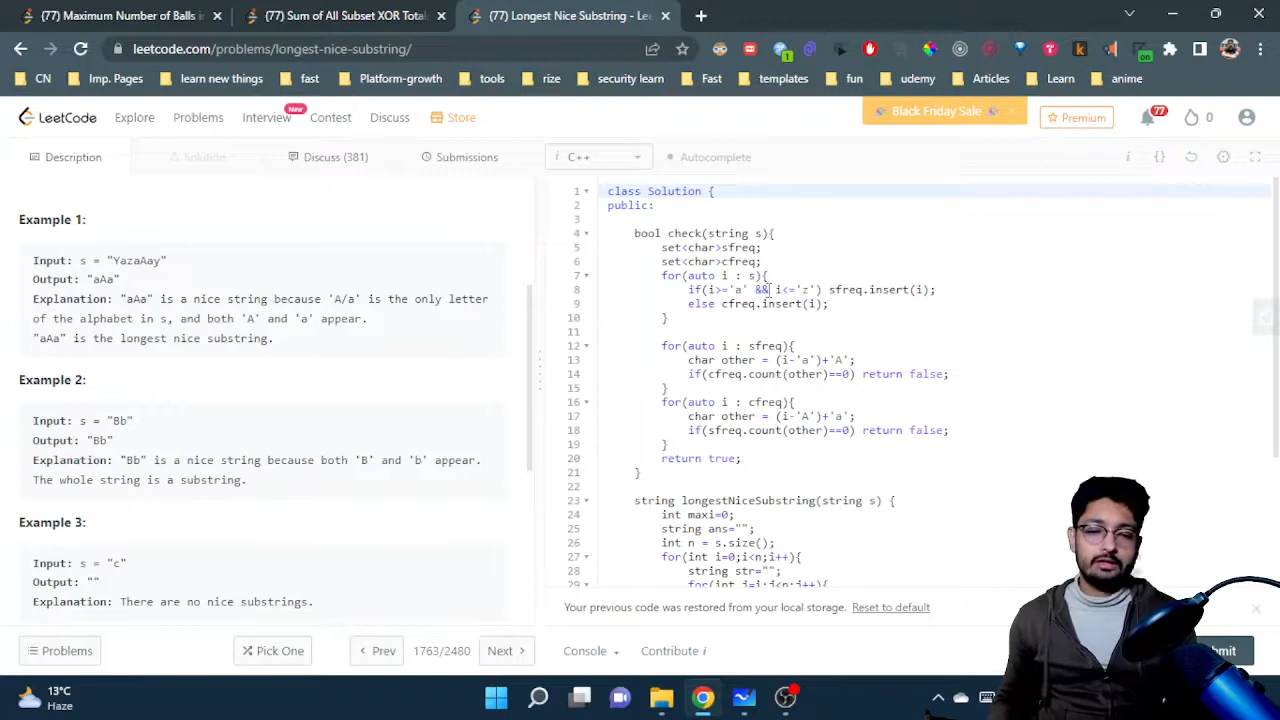 (77) Maximum Number of Balls in
(77) Sum of All Subset XOR Total
(77) Longest Nice Substring - Lee
leetcode.com/problems/longest-nice-substring/
CN
Imp. Pages
learn new things
fast
Platform-growth
tools
rize
security learn
Fast
templates
fun
udemy
Articles
Learn
anime
LeetCode
Explore
Problems
Interview
New
Contest
Discuss
Store
Black Friday Sale
Premium
77
0
Description
Solution
Discuss (381)
Submissions
i C++
Autocomplete
Example 1:
Input: s = "YazaAay"
Output: "aAa"
Explanation: "aAa" is a nice string because 'A/a' is the only letter
of the alphabet in s, and both 'A' and 'a' appear.
"aAa" is the longest nice substring.
Example 2:
Input: s = "Bb"
Output: "Bb"
Explanation: "Bb" is a nice string because both 'B' and 'b' appear.
The whole string is a substring.
Example 3:
Input: s = "c"
Output: ""
Explanation: There are no nice substrings.
1 class Solution {
2 public:
3
4 bool check(string s){
5 set<char>sfreq;
6 set<char>cfreq;
7 for(auto i : s){
8 if(i>='a' && i<='z') sfreq.insert(i);
9 else cfreq.insert(i);
10 }
11
12 for(auto i : sfreq){
13 char other = (i-'a')+'A';
14 if(cfreq.count(other)==0) return false;
15 }
16 for(auto i : cfreq){
17 char other = (i-'A')+'a';
18 if(sfreq.count(other)==0) return false;
19 }
20 return true;
21 }
22
23 string longestNiceSubstring(string s) {
24 int maxi=0;
25 string ans="";
26 int n = s.size();
27 for(int i=0;i<n;i++){
28 string str="";
29 for(int j=i;j<n;j++){
Your previous code was restored from your local storage. Reset to default
Problems
Pick One
Prev
1763/2480
Next
Console
Contribute i
13°C
Haze